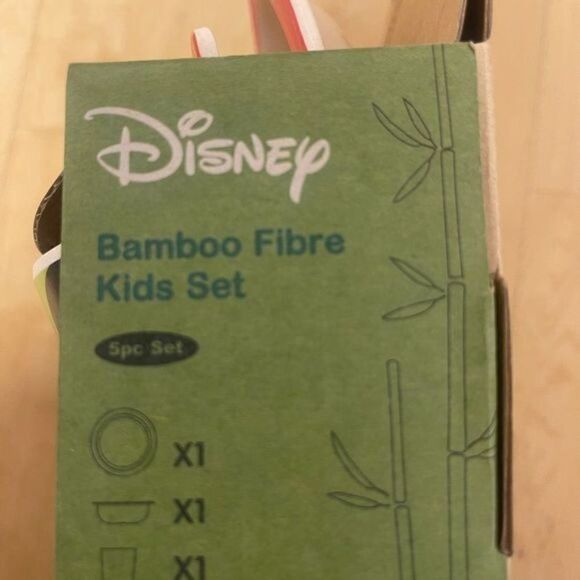 Disney
Bamboo Fibre
Kids Set
5pc Set
X1
X1
X1